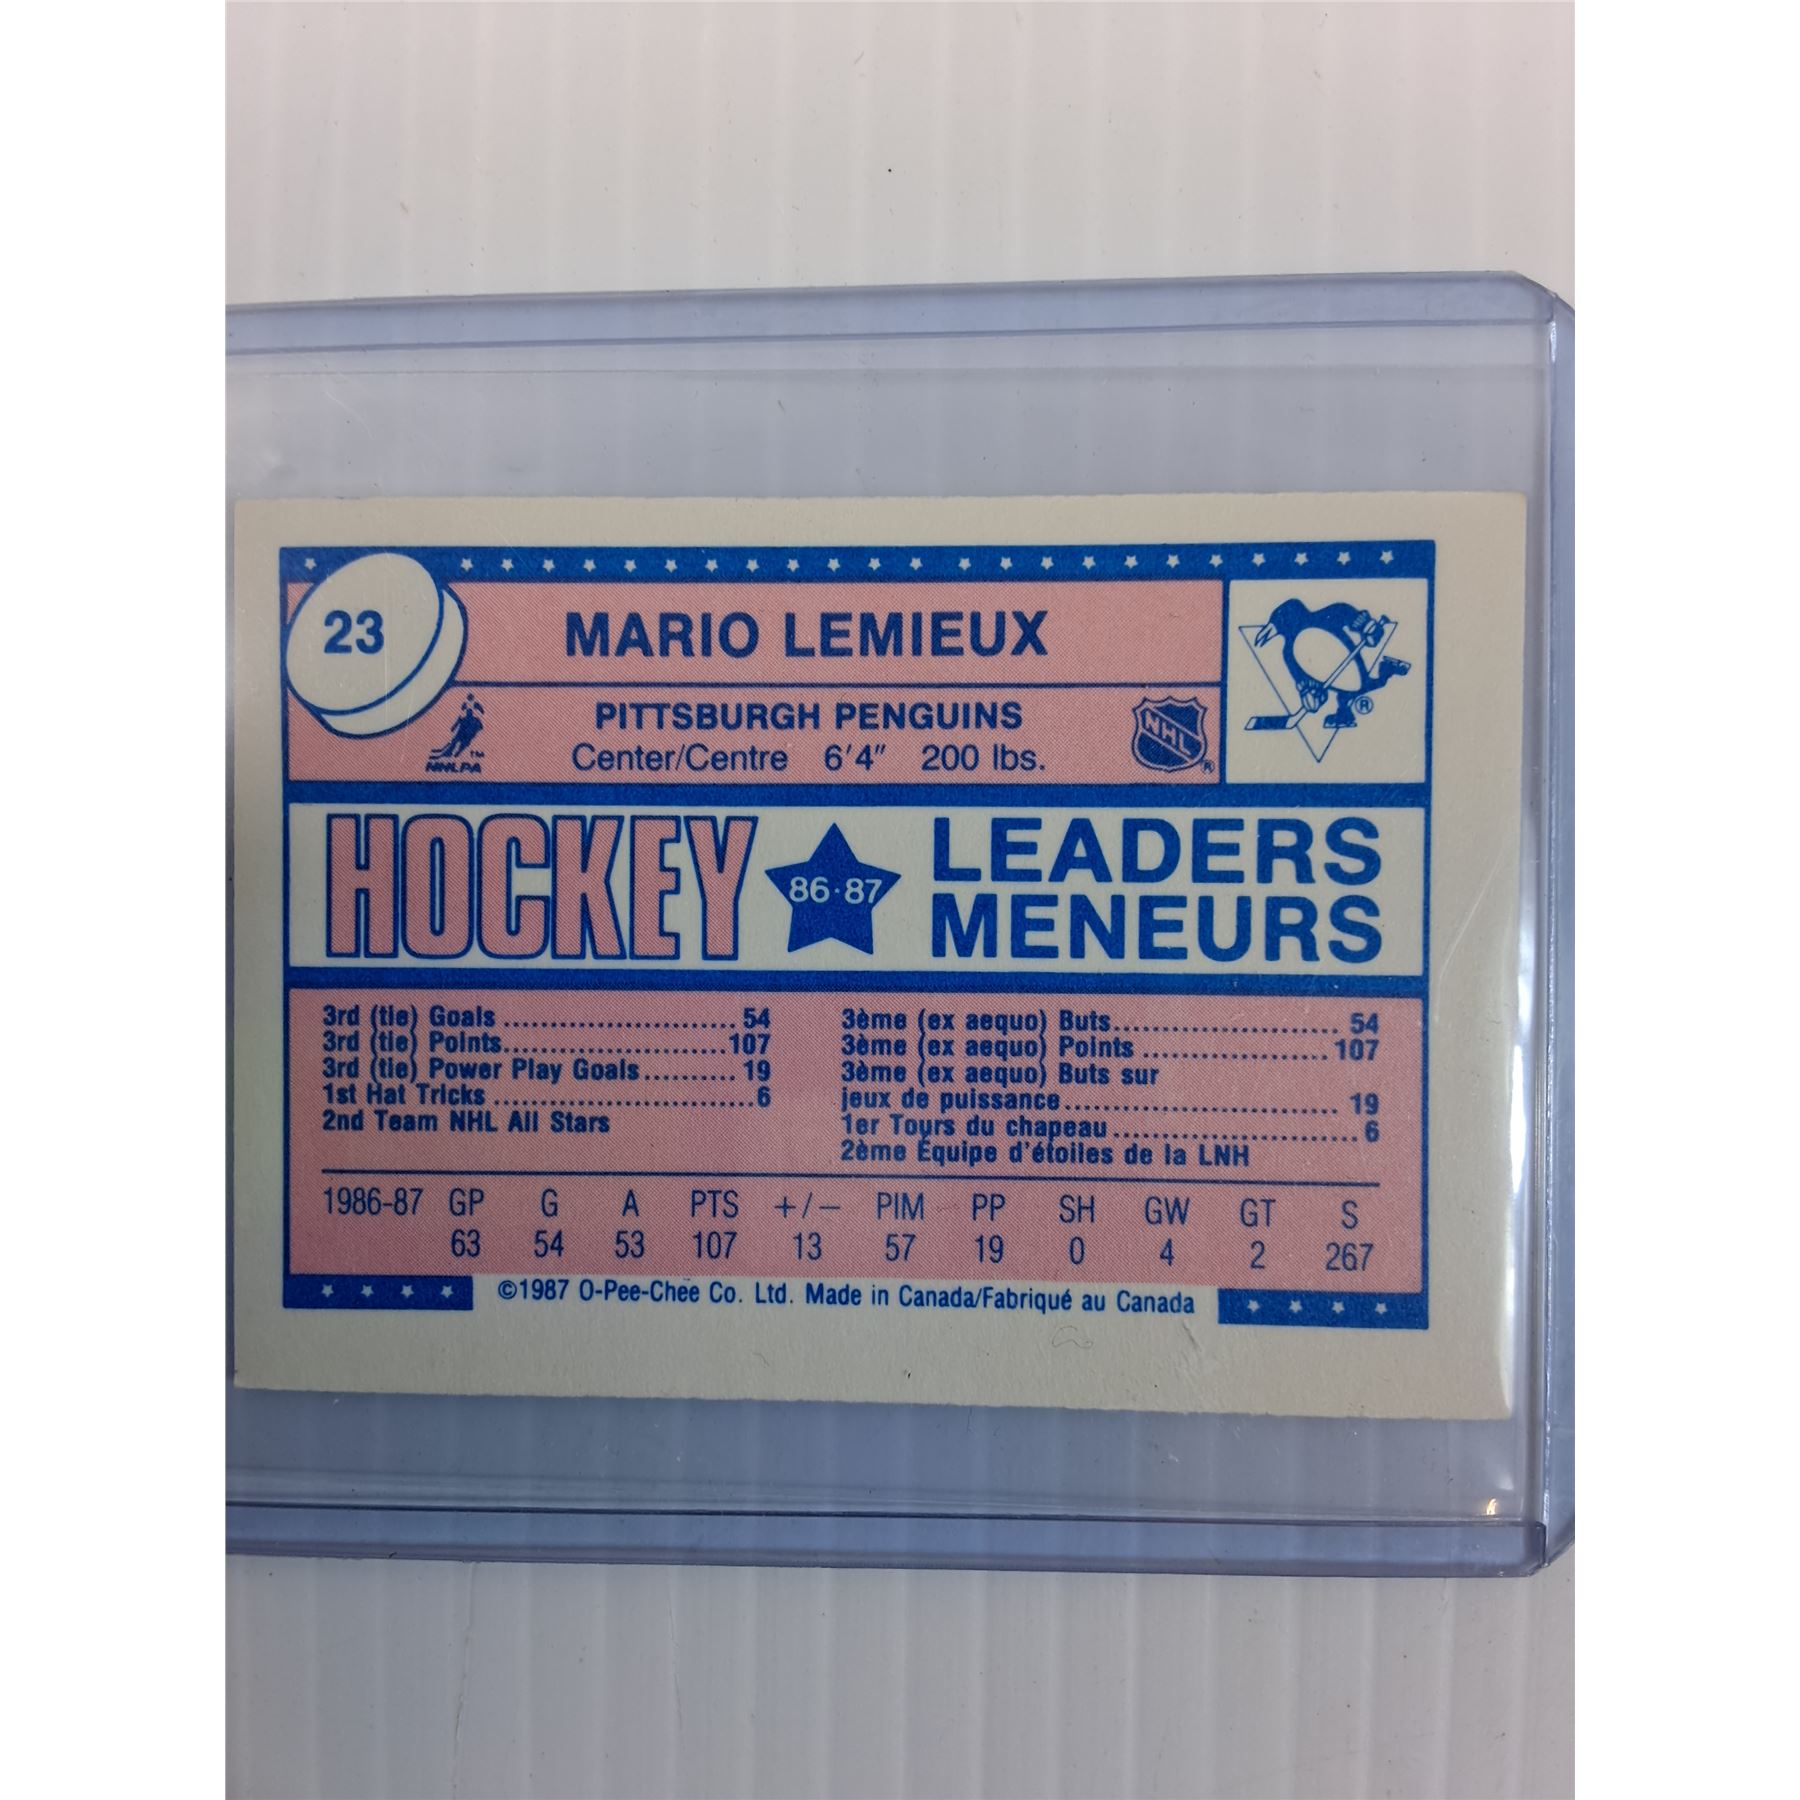 23
MARIO LEMIEUX
PITTSBURGH PENGUINS
Center/Centre 6'4" 200 lbs.
™
NHLPA
NHL
®
®
HOCKEY
86·87
LEADERS
MENEURS
3rd (tie) Goals ........................ 54
3rd (tie) Points.......................107
3rd (tie) Power Play Goals.......... 19
1st Hat Tricks ...........................6
2nd Team NHL All Stars
3ème (ex aequo) Buts........................ 54
3ème (ex aequo) Points ....................107
3ème (ex aequo) Buts sur
jeux de puissance............................. 19
1er Tours du chapeau.........................6
2ème Équipe d'étoiles de la LNH
1986-87 GP G A PTS +/− PIM PP SH GW GT S
63 54 53 107 13 57 19 0 4 2 267
©1987 O-Pee-Chee Co. Ltd. Made in Canada/Fabriqué au Canada